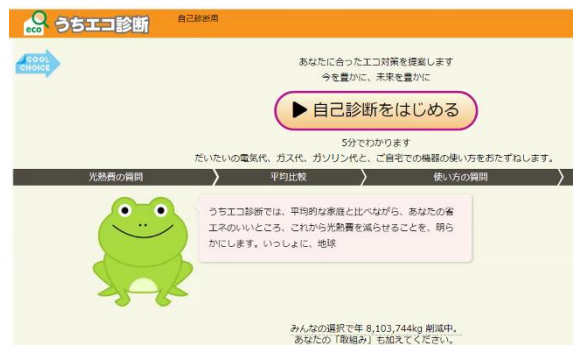 eco うちエコ診断 自己診断用
COOL
CHOICE
あなたに合ったエコ対策を提案します
今を豊かに、未来を豊かに
▶自己診断をはじめる
5分でわかります
だいたいの電気代、ガス代、ガソリン代と、ご自宅での機器の使い方をおたずねします。
光熱費の質問 〉 平均比較 〉 使い方の質問 〉
うちエコ診断では、平均的な家庭と比べながら、あなたの省
エネのいいところ、これから光熱費を減らせることを、明ら
かにします。いっしょに、地球
みんなの選択で年 8,103,744kg 削減中。
あなたの「取組み」も加えてください。